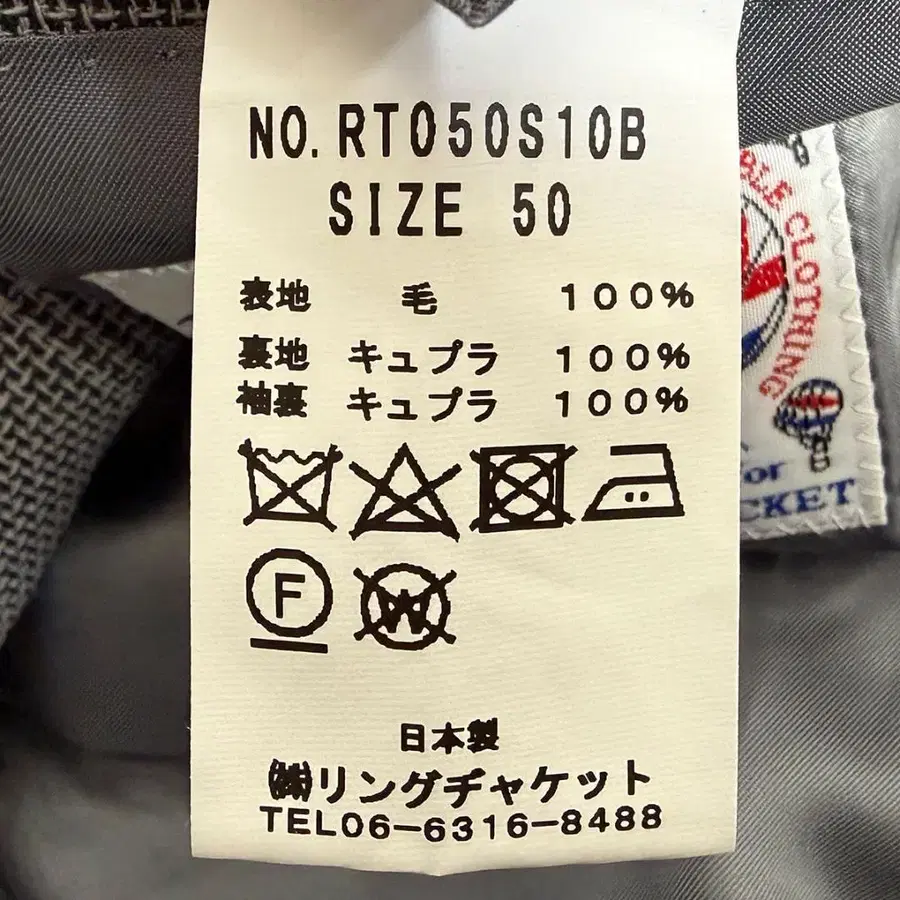 NO.RT050S10B
SIZE 50
表地 毛 100%
裏地 キュプラ 100%
袖裏 キュプラ 100%
F
W
日本製
㈱リングヂャケット
TEL06-6316-8488
CLOTHING
or
CKET